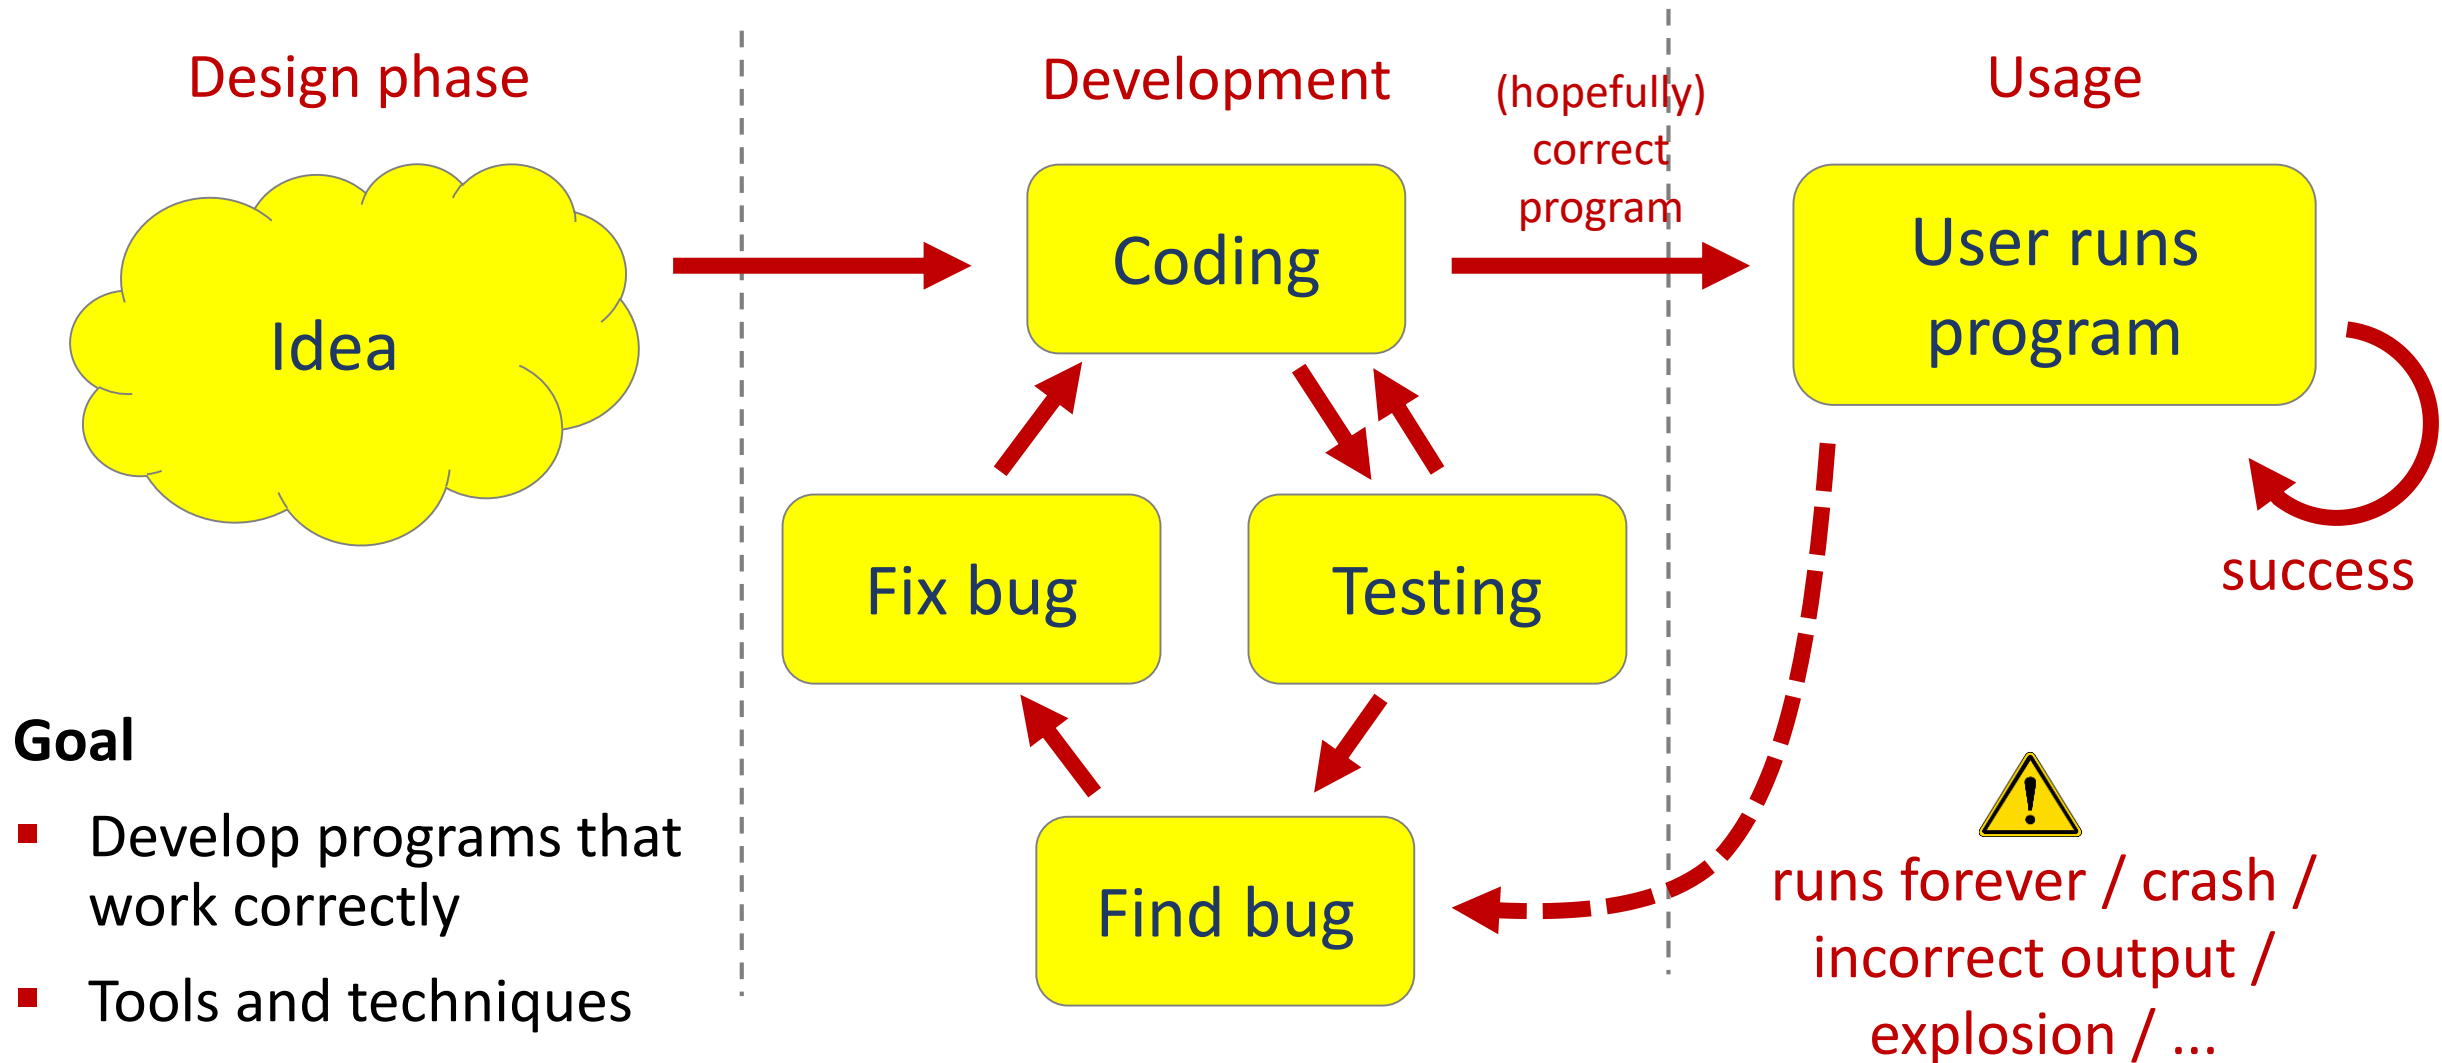 Design phase
Idea
Goal
▪ Develop programs that
work correctly
▪ Tools and techniques
Development
Coding
Fix bug
Testing
Find bug
(hopefully)
correct
program
Usage
User runs
program
success
runs forever / crash /
incorrect output /
explosion / ...